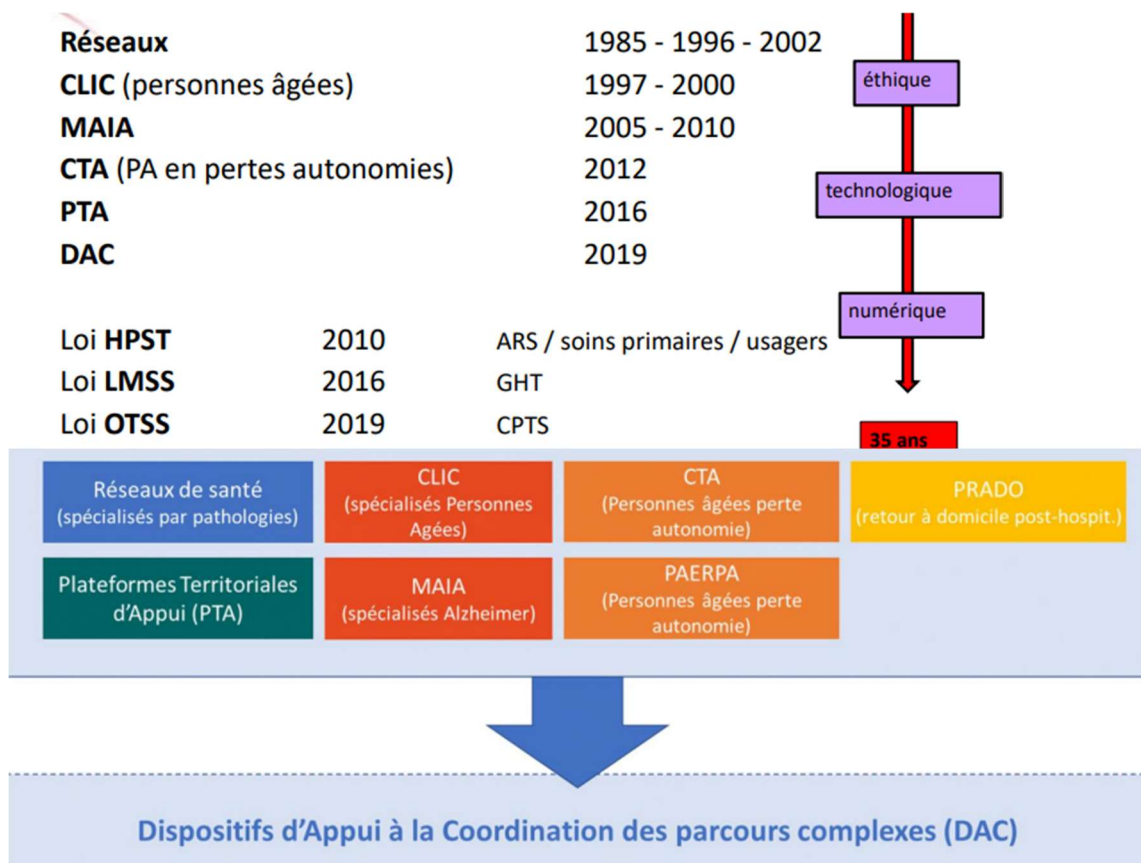 Réseaux 1985 - 1996 - 2002
éthique
CLIC (personnes âgées) 1997 - 2000
MAIA 2005 - 2010
CTA (PA en pertes autonomies) 2012
technologique
PTA 2016
DAC 2019
numérique
Loi HPST 2010 ARS / soins primaires / usagers
Loi LMSS 2016 GHT
Loi OTSS 2019 CPTS
35 ans
Réseaux de santé
(spécialisés par pathologies)
CLIC
(spécialisés Personnes
Agées)
CTA
(Personnes âgées perte
autonomie)
PRADO
(retour à domicile post-hospit.)
Plateformes Territoriales
d'Appui (PTA)
MAIA
(spécialisés Alzheimer)
PAERPA
(Personnes âgées perte
autonomie)
Dispositifs d'Appui à la Coordination des parcours complexes (DAC)